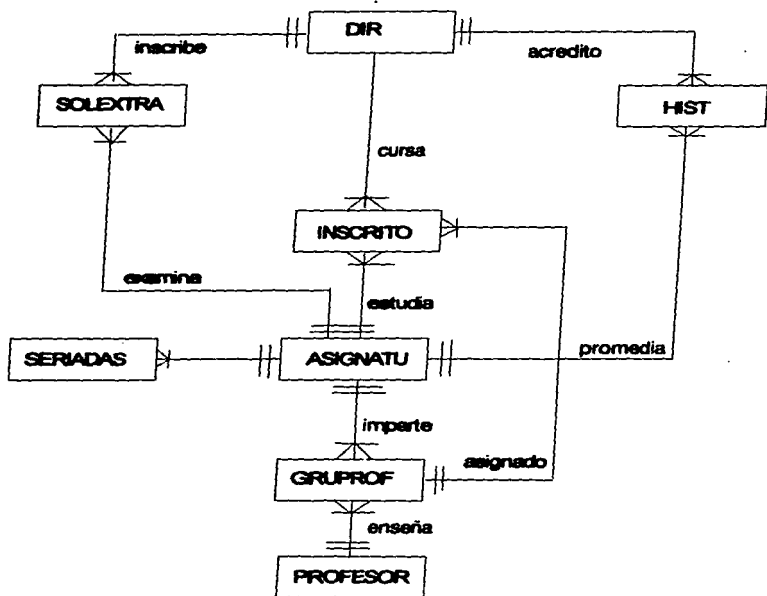 DIR
inscribe
acredito
SOLEXTRA
HIST
cursa
INSCRITO
examina
estudia
SERIADAS
ASIGNATU
promedia
imparte
GRUPROF
asignado
enseña
PROFESOR